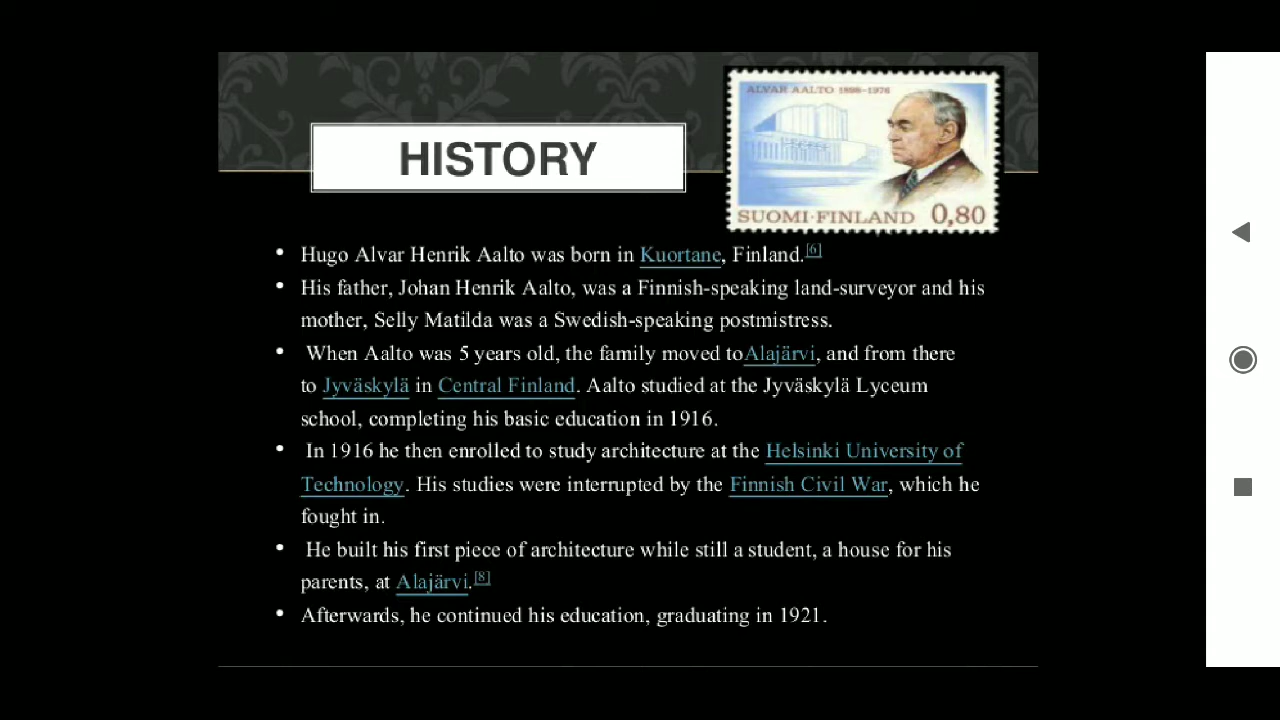 ALVAR AALTO 1898-1976
SUOMI·FINLAND 0,80
HISTORY
• Hugo Alvar Henrik Aalto was born in Kuortane, Finland.[6]
• His father, Johan Henrik Aalto, was a Finnish-speaking land-surveyor and his
mother, Selly Matilda was a Swedish-speaking postmistress.
• When Aalto was 5 years old, the family moved toAlajärvi, and from there
to Jyväskylä in Central Finland. Aalto studied at the Jyväskylä Lyceum
school, completing his basic education in 1916.
• In 1916 he then enrolled to study architecture at the Helsinki University of
Technology. His studies were interrupted by the Finnish Civil War, which he
fought in.
• He built his first piece of architecture while still a student, a house for his
parents, at Alajärvi.[8]
• Afterwards, he continued his education, graduating in 1921.